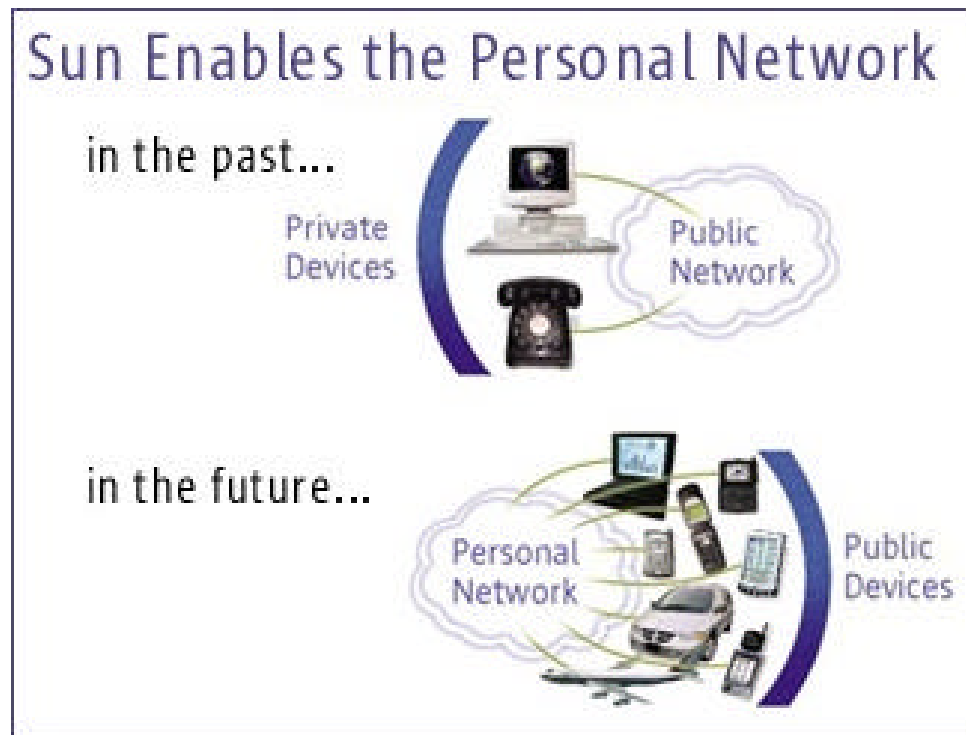 Sun Enables the Personal Network
in the past...
Private
Devices
Public
Network
in the future...
Personal
Network
Public
Devices